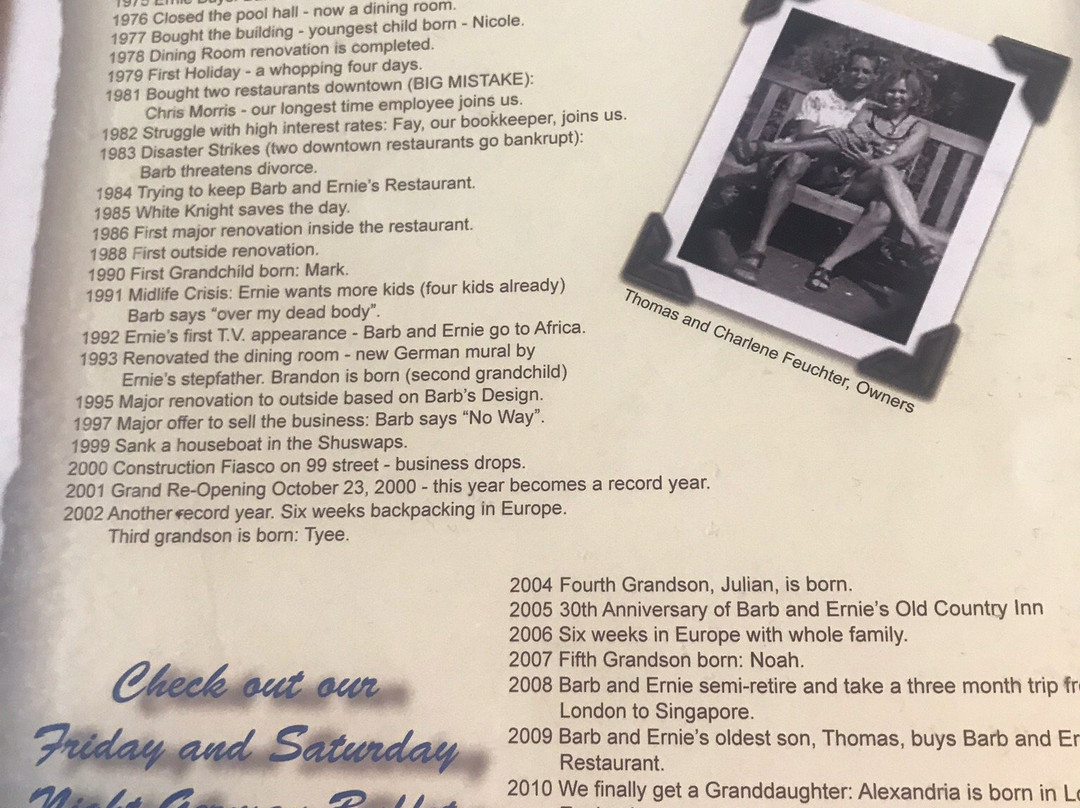 1976 Closed the pool hall - now a dining room.
1977 Bought the building - youngest child born - Nicole.
1978 Dining Room renovation is completed.
1979 First Holiday - a whopping four days.
1981 Bought two restaurants downtown (BIG MISTAKE):
Chris Morris - our longest time employee joins us.
1982 Struggle with high interest rates: Fay, our bookkeeper, joins us.
1983 Disaster Strikes (two downtown restaurants go bankrupt):
Barb threatens divorce.
1984 Trying to keep Barb and Ernie's Restaurant.
1985 White Knight saves the day.
1986 First major renovation inside the restaurant.
1988 First outside renovation.
1990 First Grandchild born: Mark.
1991 Midlife Crisis: Ernie wants more kids (four kids already)
Barb says “over my dead body”.
1992 Ernie's first T.V. appearance - Barb and Ernie go to Africa.
1993 Renovated the dining room - new German mural by
Ernie's stepfather. Brandon is born (second grandchild)
1995 Major renovation to outside based on Barb's Design.
1997 Major offer to sell the business: Barb says “No Way”.
1999 Sank a houseboat in the Shuswaps.
2000 Construction Fiasco on 99 street - business drops.
2001 Grand Re-Opening October 23, 2000 - this year becomes a record year.
2002 Another record year. Six weeks backpacking in Europe.
Third grandson is born: Tyee.
Thomas and Charlene Feuchter, Owners
2004 Fourth Grandson, Julian, is born.
2005 30th Anniversary of Barb and Ernie's Old Country Inn
2006 Six weeks in Europe with whole family.
2007 Fifth Grandson born: Noah.
2008 Barb and Ernie semi-retire and take a three month trip
London to Singapore.
2009 Barb and Ernie's oldest son, Thomas, buys Barb and
Restaurant.
2010 We finally get a Granddaughter: Alexandria is born in
Check out our
Friday and Saturday
Night German Buffet